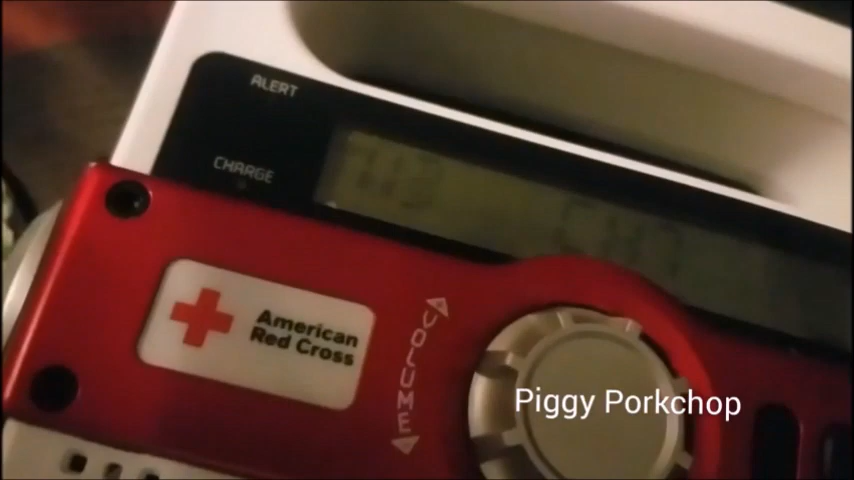 ALERT
CHARGE
American
Red Cross
VOLUME
Piggy Porkchop